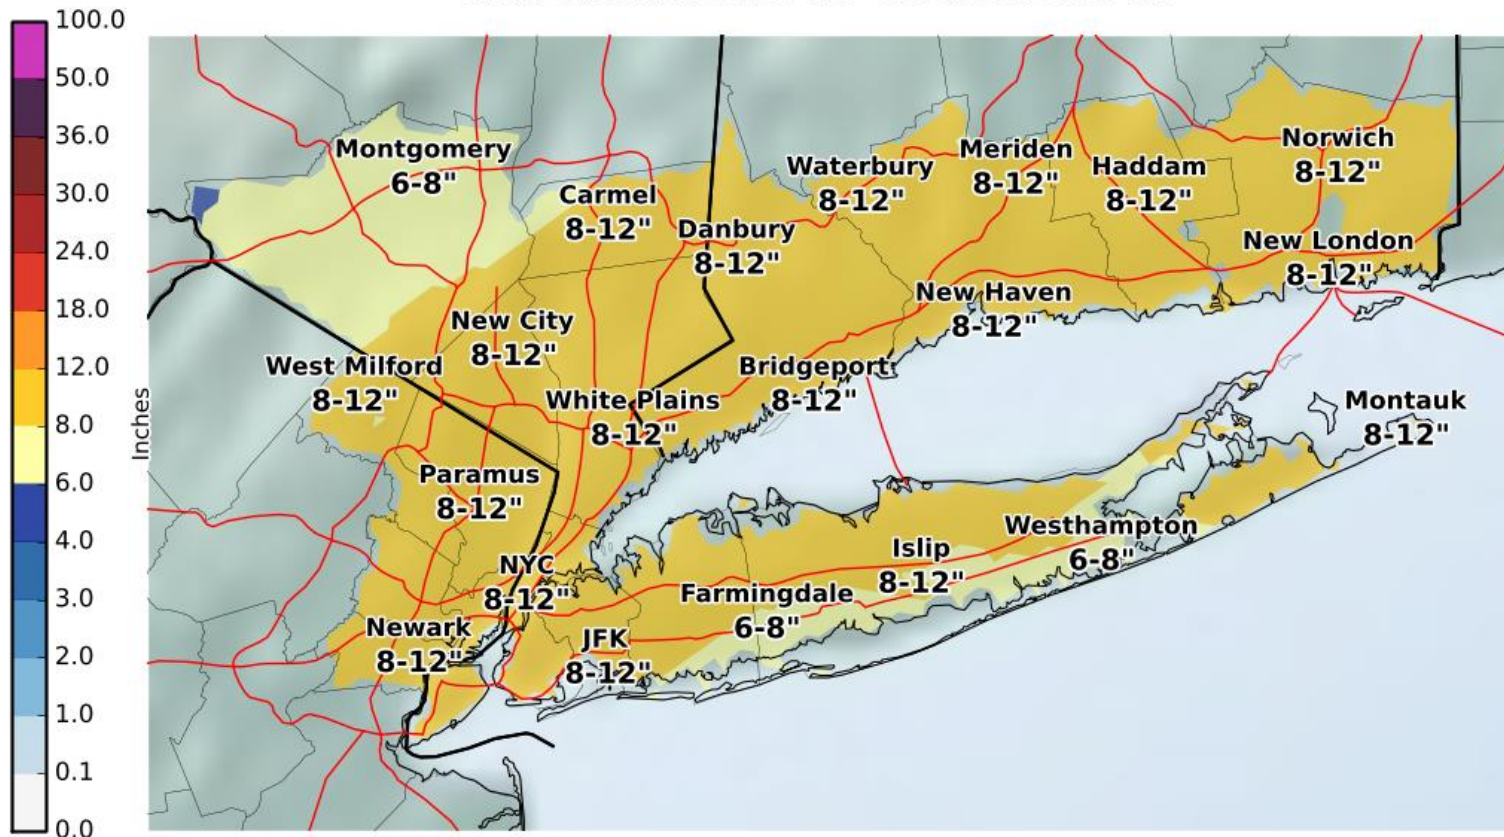 100.0
50.0
36.0
30.0
24.0
18.0
12.0
8.0
6.0
4.0
3.0
2.0
1.0
0.1
0.0
Inches
Montgomery
6-8"
Carmel
8-12"
Danbury
8-12"
Waterbury
8-12"
Meriden
8-12"
Haddam
8-12"
Norwich
8-12"
New London
8-12"
New Haven
8-12"
New City
8-12"
West Milford
8-12"
White Plains
8-12"
Bridgeport
8-12"
Montauk
8-12"
Paramus
8-12"
Westhampton
6-8"
Islip
8-12"
NYC
8-12"
Farmingdale
6-8"
Newark
8-12"
JFK
8-12"